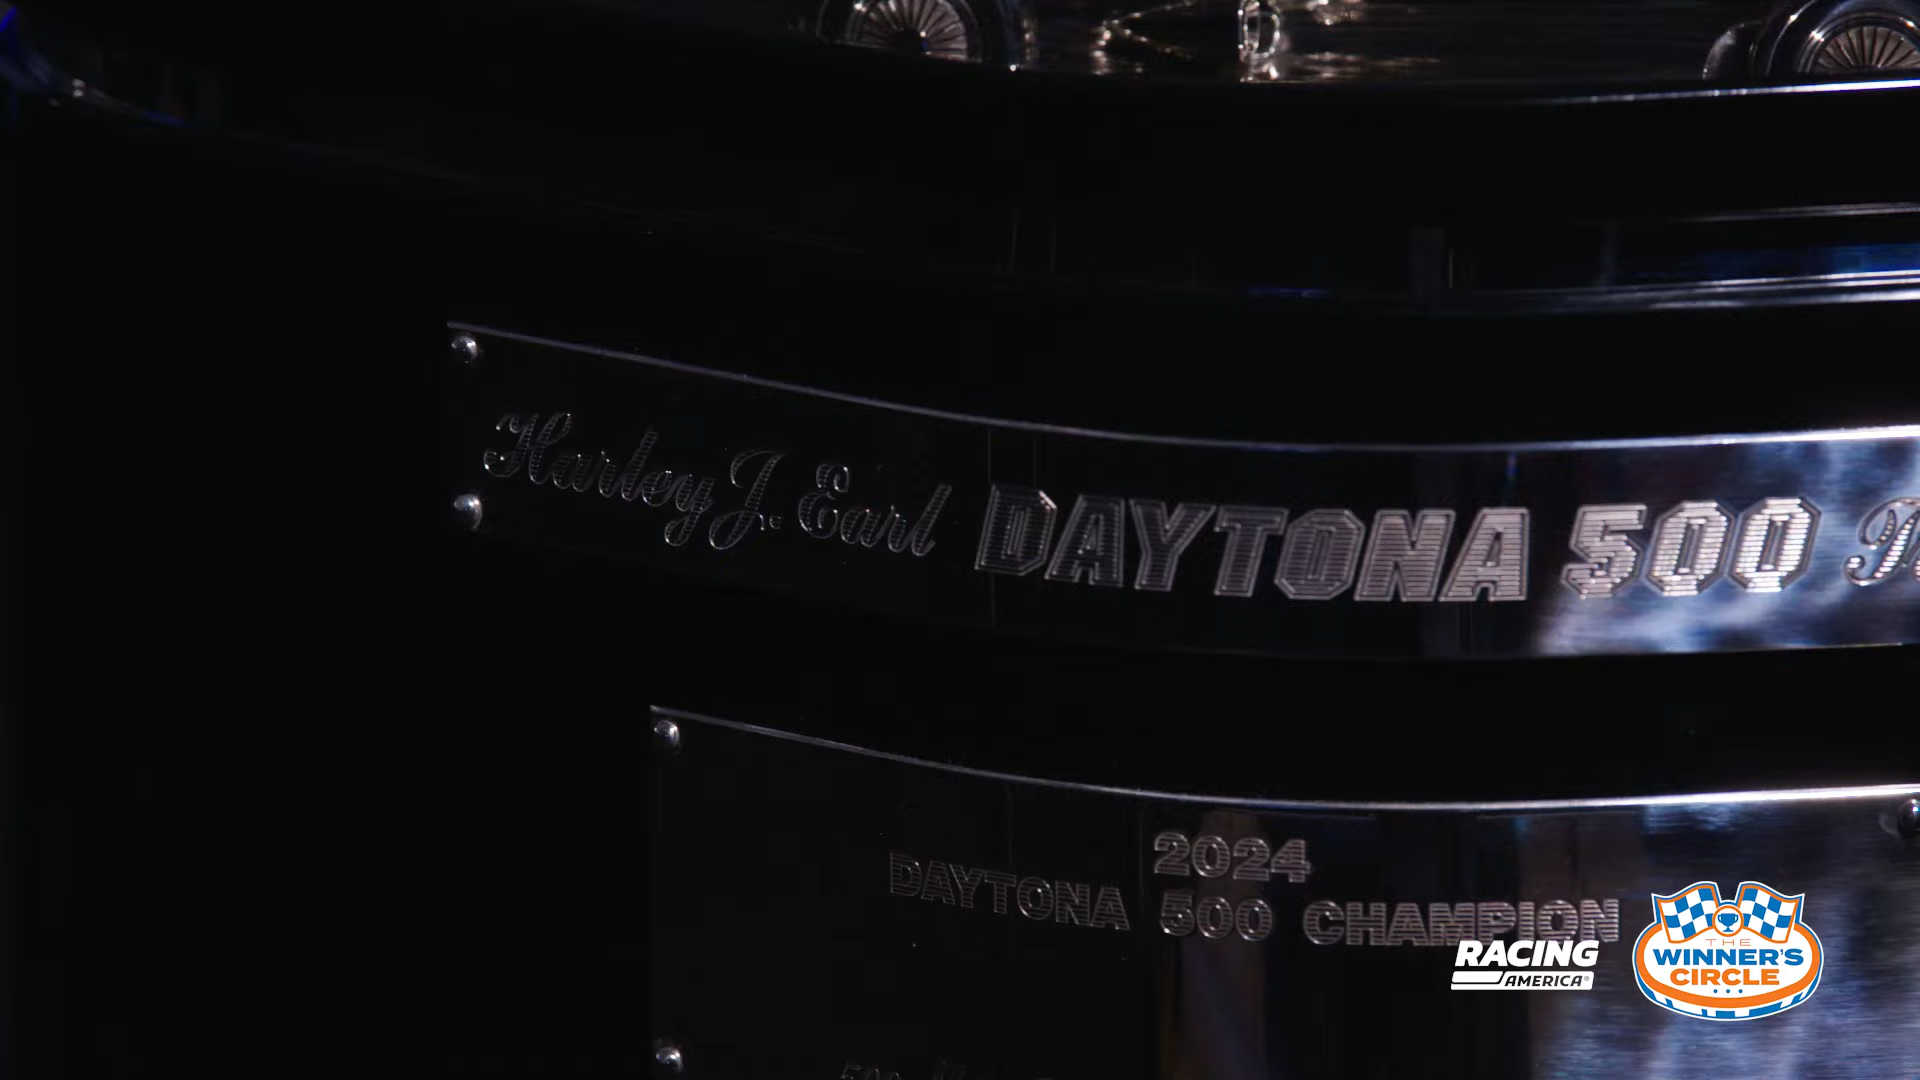 Harley J. Earl DAYTONA 500
2024
DAYTONA 500 CHAMPION
RACING
AMERICA
THE
WINNER'S
CIRCLE